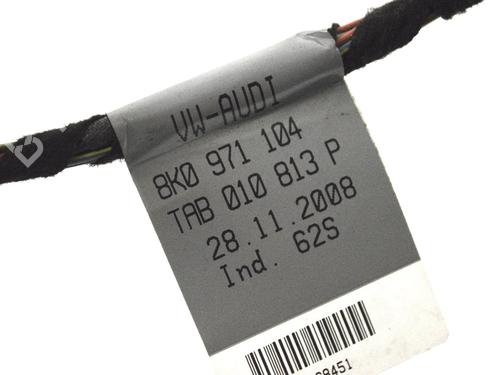 VW-AUDI
8K0 971 104
TAB 010 813 P
28.11.2008
Ind. 62S